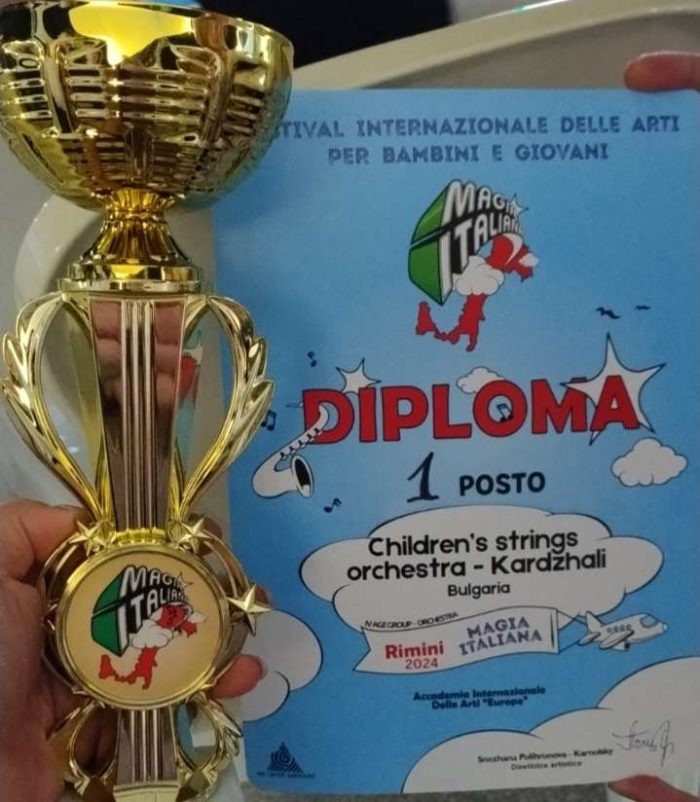 TIVAL INTERNAZIONALE DELLE ARTI
PER BAMBINI E GIOVANI
MAGIA
ITALIANA
DIPLOMA
1 POSTO
Children's strings
orchestra - Kardzhali
Bulgaria
IV AGE GROUP - ORCHESTRA
Rimini
2024
MAGIA
ITALIANA
Accademia Internazionale
Delle Arti "Europe"
Snezhana Polihronova - Karnolsky
Direttrice artistico
MAGIA
ITALIANA